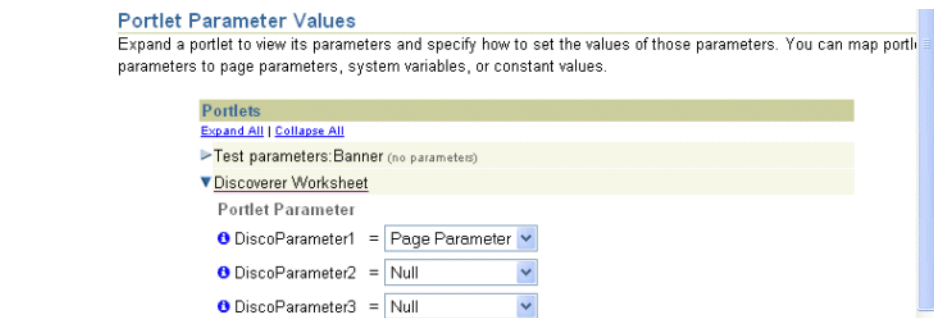 Portlet Parameter Values
Expand a portlet to view its parameters and specify how to set the values of those parameters. You can map
parameters to page parameters, system variables, or constant values.
Portlets
Expand All | Collapse All
Test parameters:Banner (no parameters)
Discoverer Worksheet
Portlet Parameter
DiscoParameter1 = Page Parameter
DiscoParameter2 = Null
DiscoParameter3 = Null